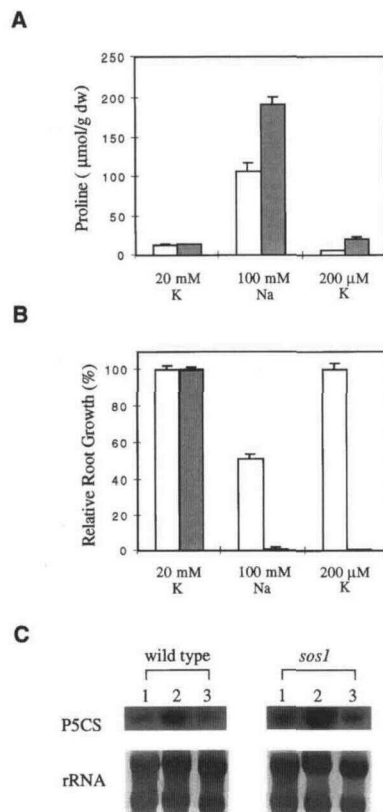 A
Proline ( μmol/g dw)
250
200
150
100
50
0
20 mM
K
100 mM
Na
200 μM
K
B
Relative Root Growth (%)
100
80
60
40
20
0
20 mM
K
100 mM
Na
200 μM
K
C
wild type
sos1
1 2 3
1 2 3
P5CS
rRNA